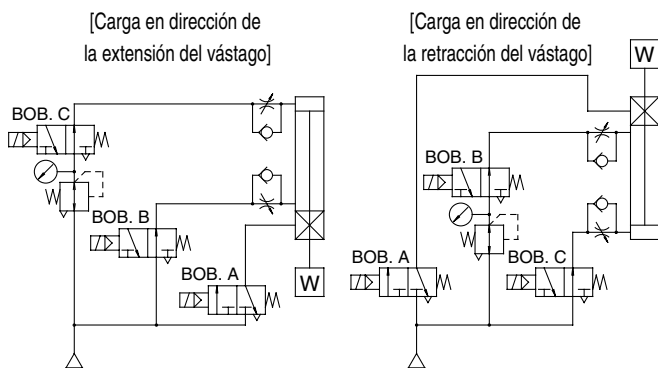 [Carga en dirección de
la extensión del vástago]
[Carga en dirección de
la retracción del vástago]
W
BOB. C
BOB. B
BOB. B
BOB. A
BOB. A
BOB. C
W